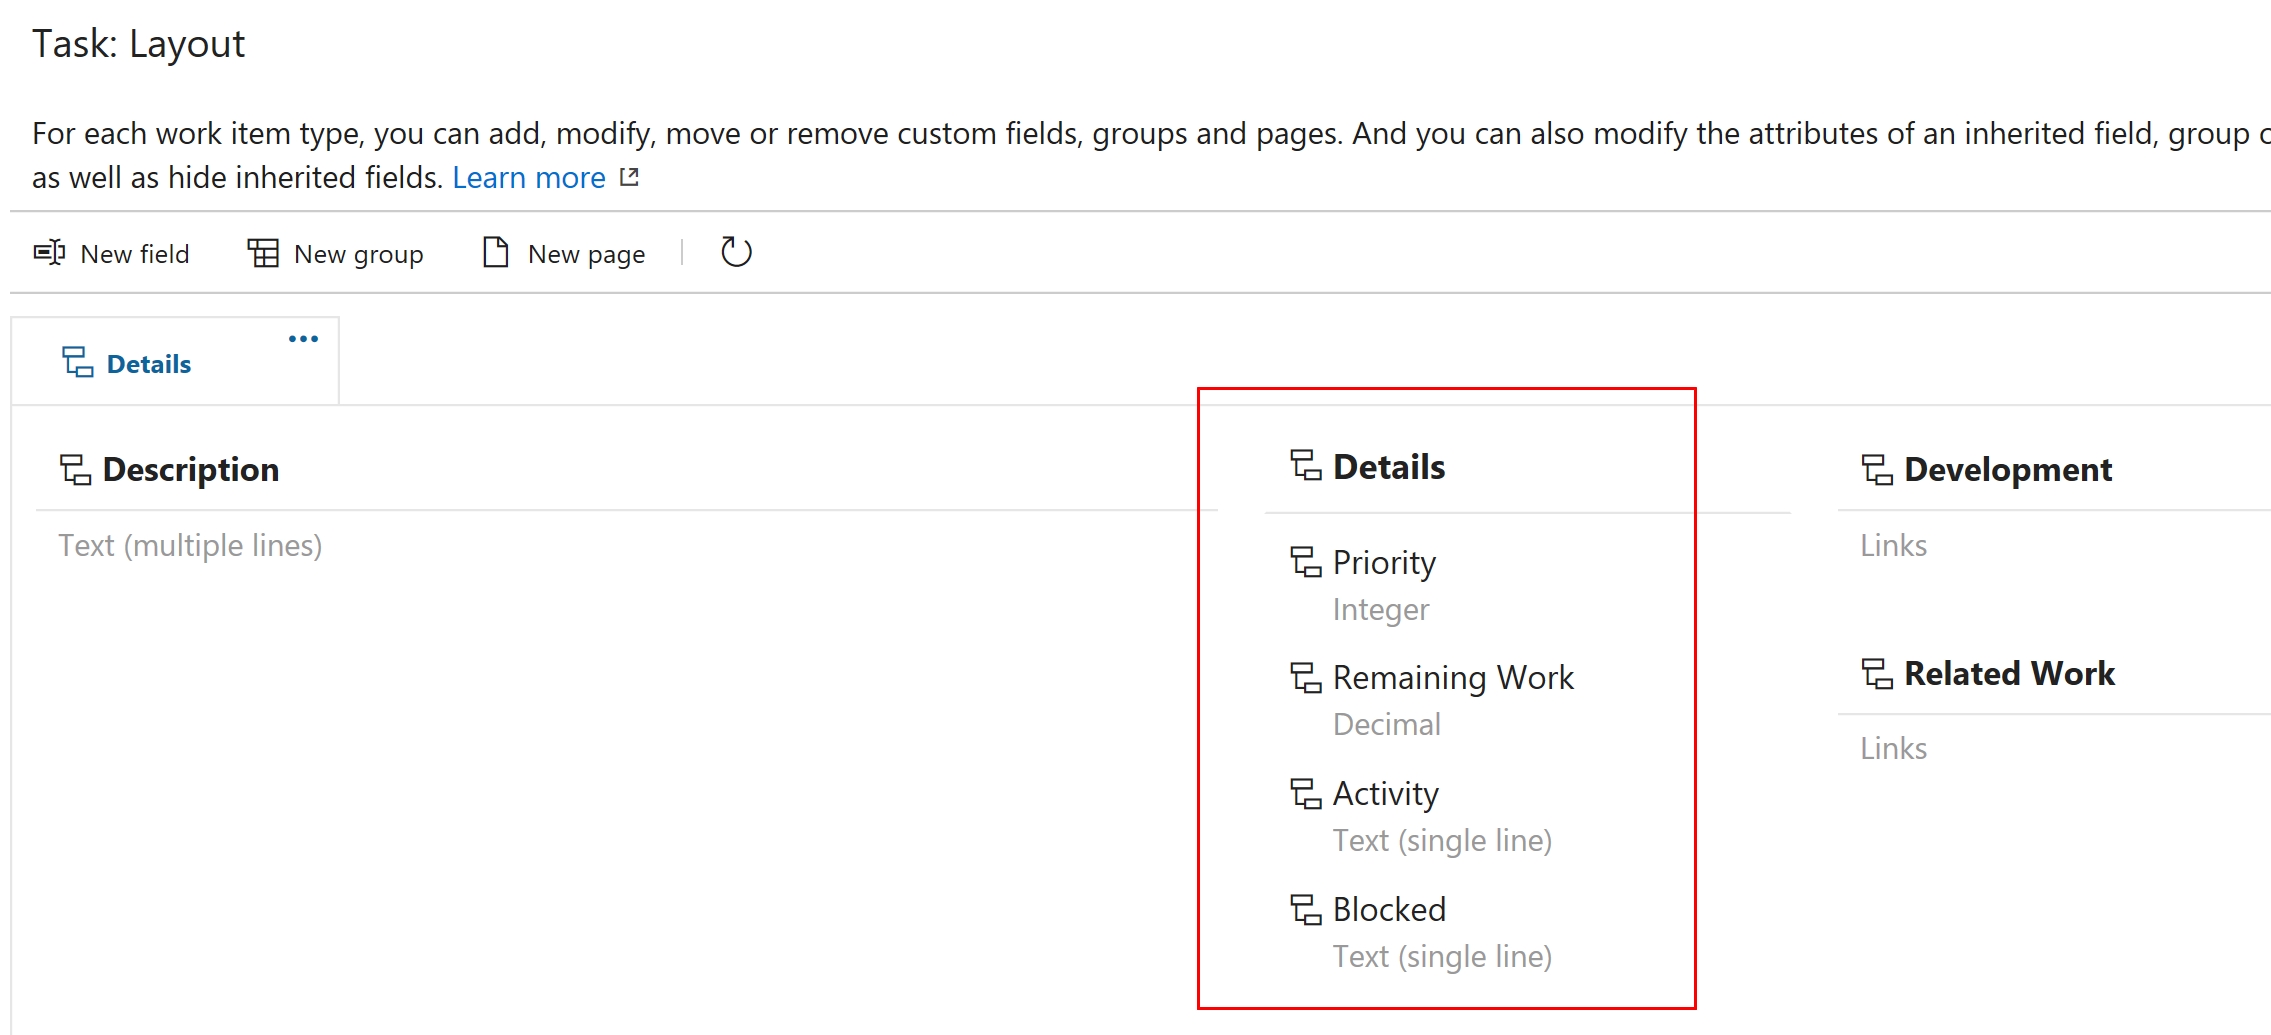 Task: Layout
For each work item type, you can add, modify, move or remove custom fields, groups and pages. And you can also modify the attributes of an inherited field, group
as well as hide inherited fields. Learn more
New field New group New page
Details
Description
Text (multiple lines)
Details
Priority
Integer
Remaining Work
Decimal
Activity
Text (single line)
Blocked
Text (single line)
Development
Links
Related Work
Links